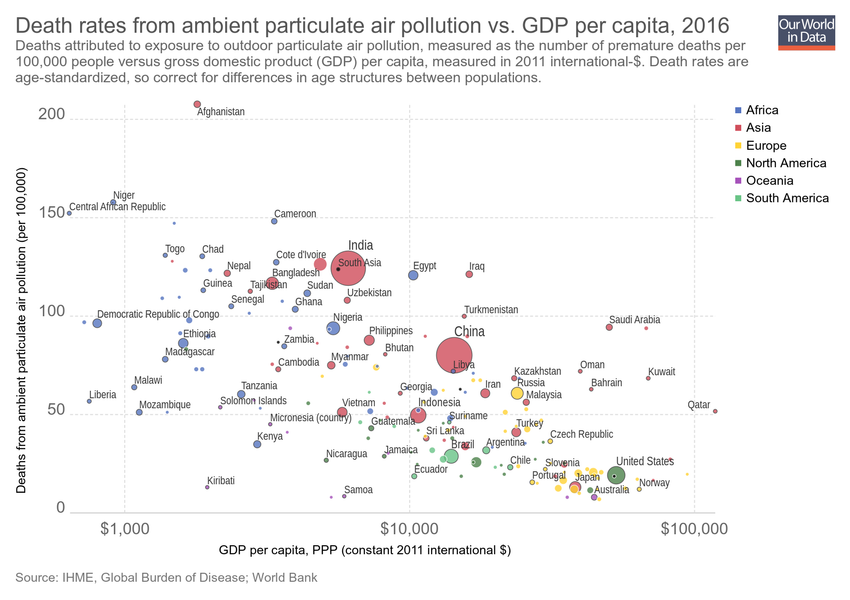 Death rates from ambient particulate air pollution vs. GDP per capita, 2016
Our World
in Data
Deaths attributed to exposure to outdoor particulate air pollution, measured as the number of premature deaths per
100,000 people versus gross domestic product (GDP) per capita, measured in 2011 international-$. Death rates are
age-standardized, so correct for differences in age structures between populations.
Deaths from ambient particulate air pollution (per 100,000)
200
150
100
50
0
Afghanistan
Niger
Central African Republic
Cameroon
India
Togo
Chad
Cote d'Ivoire
South Asia
Nepal
Bangladesh
Egypt
Iraq
Guinea
Tajikistan
Sudan
Uzbekistan
Senegal
Ghana
Democratic Republic of Congo
Nigeria
Turkmenistan
Saudi Arabia
Ethiopia
Zambia
Philippines
China
Madagascar
Bhutan
Cambodia
Myanmar
Libya
Kazakhstan
Oman
Kuwait
Malawi
Tanzania
Georgia
Iran
Russia
Bahrain
Liberia
Solomon Islands
Vietnam
Indonesia
Malaysia
Qatar
Mozambique
Micronesia (country)
Guatemala
Suriname
Sri Lanka
Turkey
Kenya
Brazil
Argentina
Czech Republic
Nicaragua
Jamaica
Ecuador
Chile
Slovenia
United States
Kiribati
Samoa
Portugal
Japan
Australia
Norway
$1,000
$10,000
$100,000
GDP per capita, PPP (constant 2011 international $)
Africa
Asia
Europe
North America
Oceania
South America
Source: IHME, Global Burden of Disease; World Bank